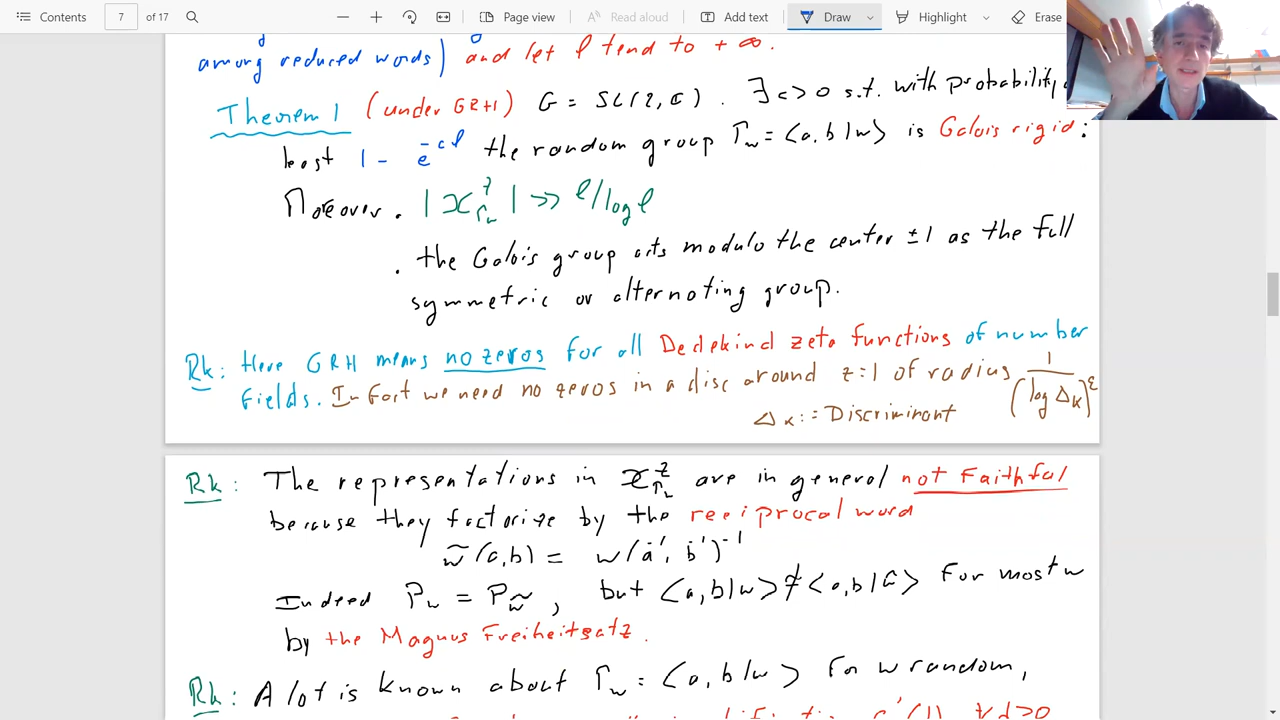 Contents
7 of 17
Page view
Read aloud
Add text
Draw
Highlight
Erase
among reduced words) and let l tend to + ∞.
Theorem 1 (under GRH) G = SL(2, C). ∃ c>0 s.t. with probability
least 1 - e^{-cl} the random group Γ_w = <a, b | w> is Galois rigid:
Moreover . | X^z_{Γ_w} | >> l/log l
. the Galois group acts modulo the center ±1 as the full
symmetric or alternating group.
Rk: Here GRH means no zeros for all Dedekind zeta functions of number
fields. In fact we need no zeros in a disc around z=1 of radius 1/(log Δ_K)^2
Δ_K := Discriminant
Rk: The representations in X^z_{Γ_w} are in general not Faithful
because they factorise by the reciprocal word
w̃(a,b) = w(a^{-1}, b^{-1})^{-1}
Indeed P_w = P_w̃, but <a, b | w> ≄ <a, b | w̃> for most w
by the Magnus Freiheitsatz.
Rk: A lot is known about Γ_w = <a, b | w> for w random,